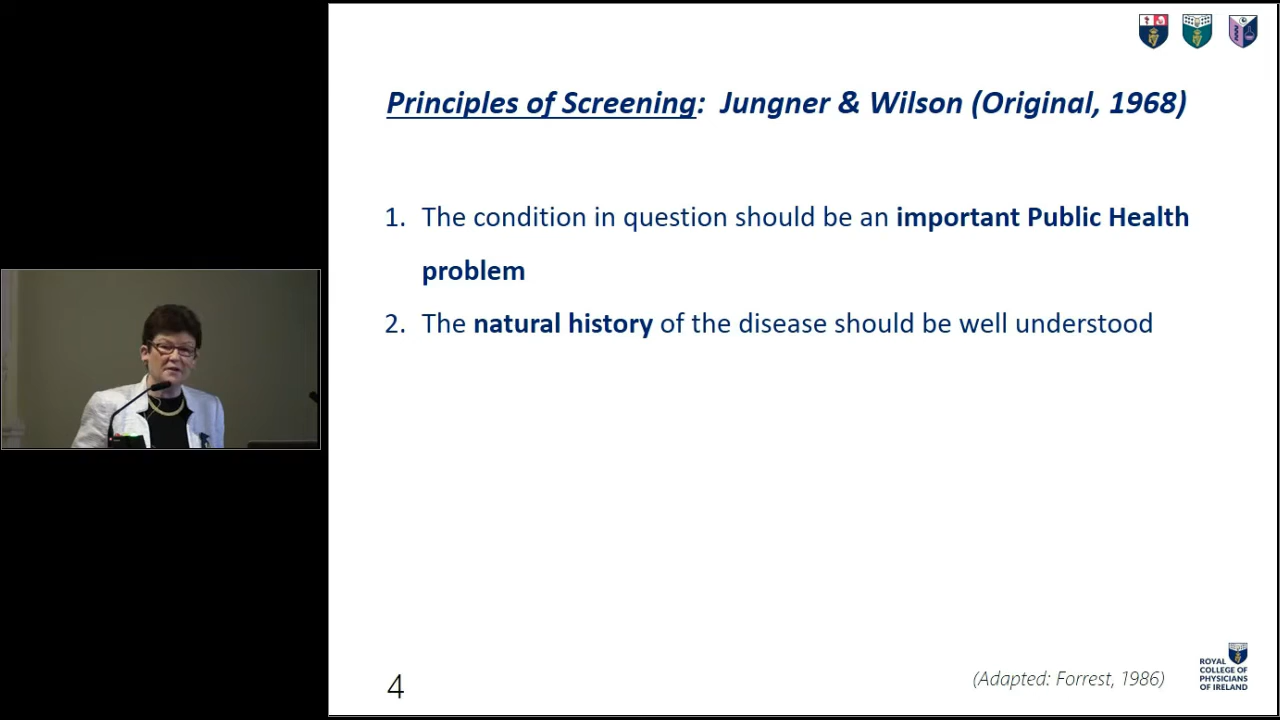 Principles of Screening: Jungner & Wilson (Original, 1968)
1. The condition in question should be an important Public Health
problem
2. The natural history of the disease should be well understood
4
(Adapted: Forrest, 1986)
ROYAL
COLLEGE OF
PHYSICIANS
OF IRELAND